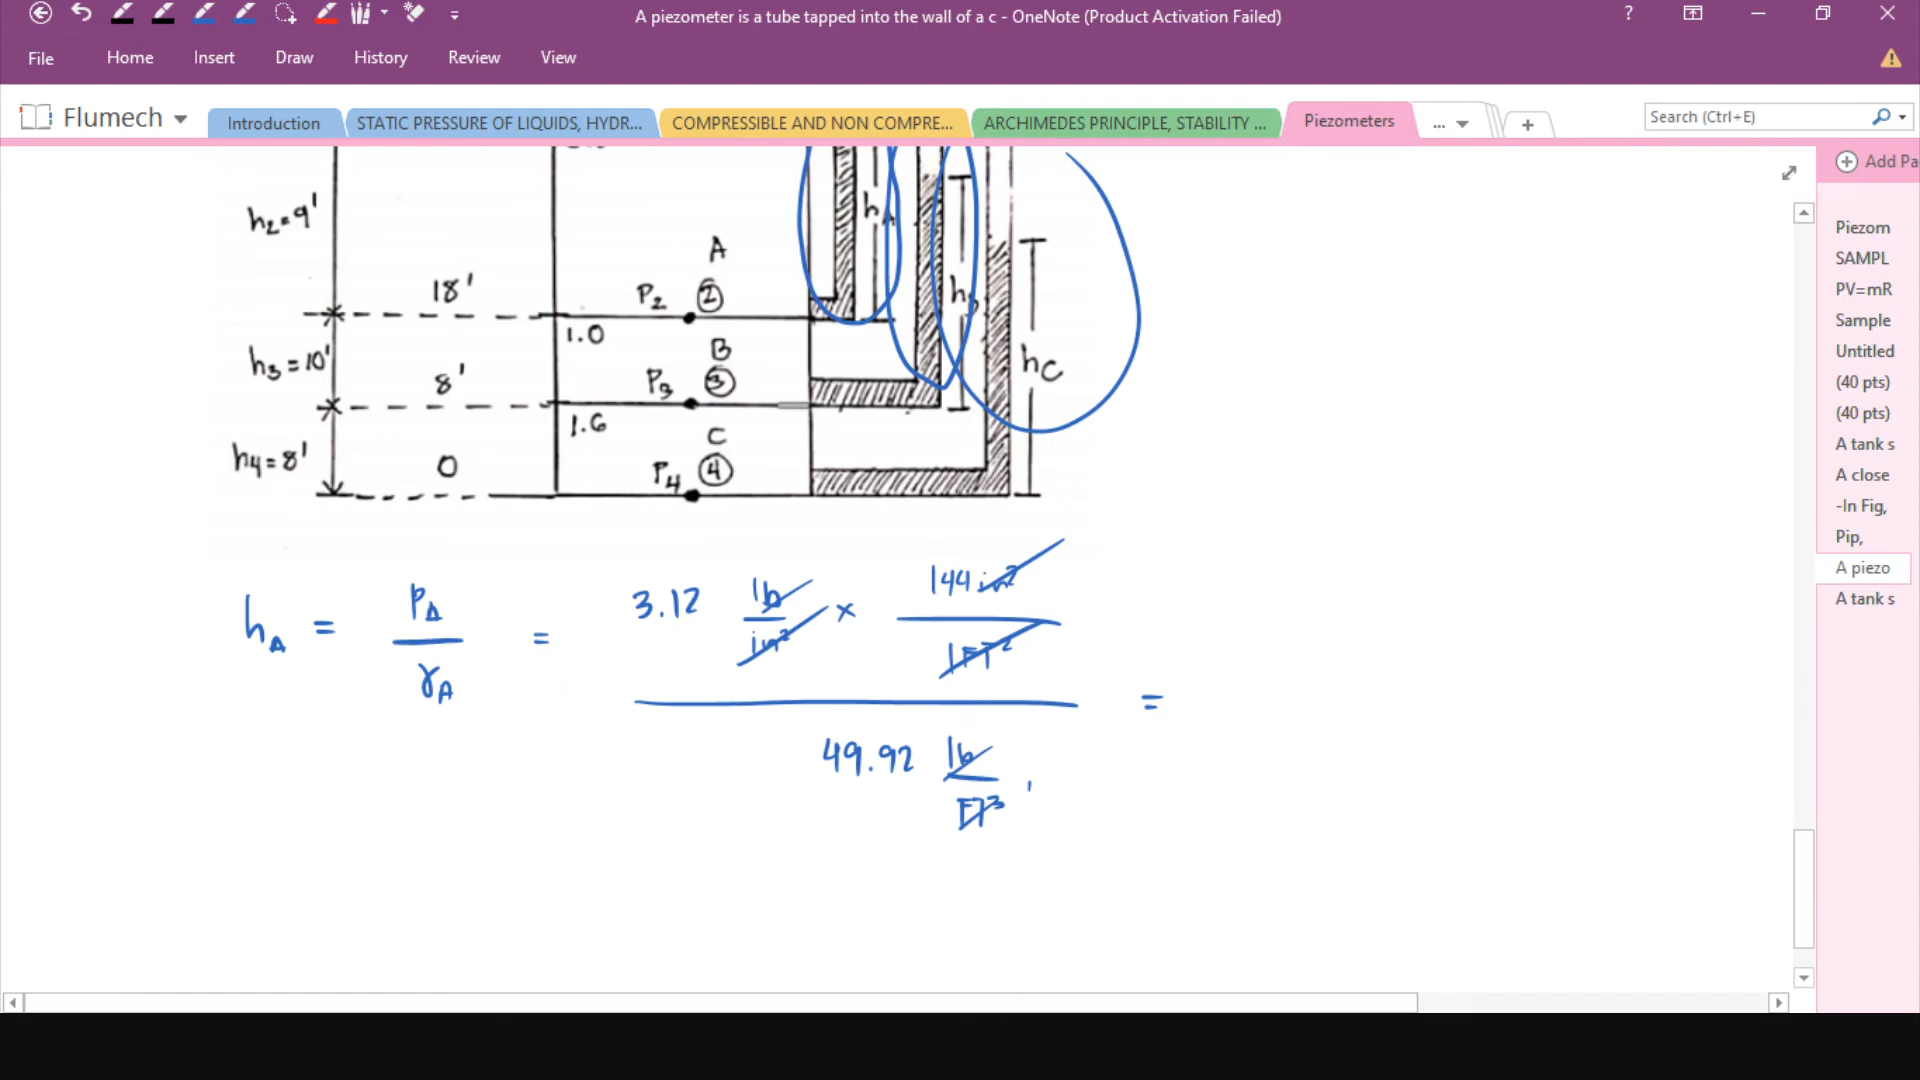 A piezometer is a tube tapped into the wall of a c - OneNote (Product Activation Failed)
?
File Home Insert Draw History Review View
Flumech
Introduction
STATIC PRESSURE OF LIQUIDS, HYDR...
COMPRESSIBLE AND NON COMPRE...
ARCHIMEDES PRINCIPLE, STABILITY ...
Piezometers
...
+
Search (Ctrl+E)
Add Pa
Piezom
SAMPL
PV=mR
Sample
Untitled
(40 pts)
(40 pts)
A tank s
A close
-In Fig,
Pip,
A piezo
A tank s
h2=9'
18'
A
P2 ②
1.0
h3=10'
8'
B
P3 ③
1.6
h4=8'
0
C
P4 ④
hC
hA = PA / γA = 3.12 lb/in² × 144 in² / 1FT² =
49.92 lb/FT³